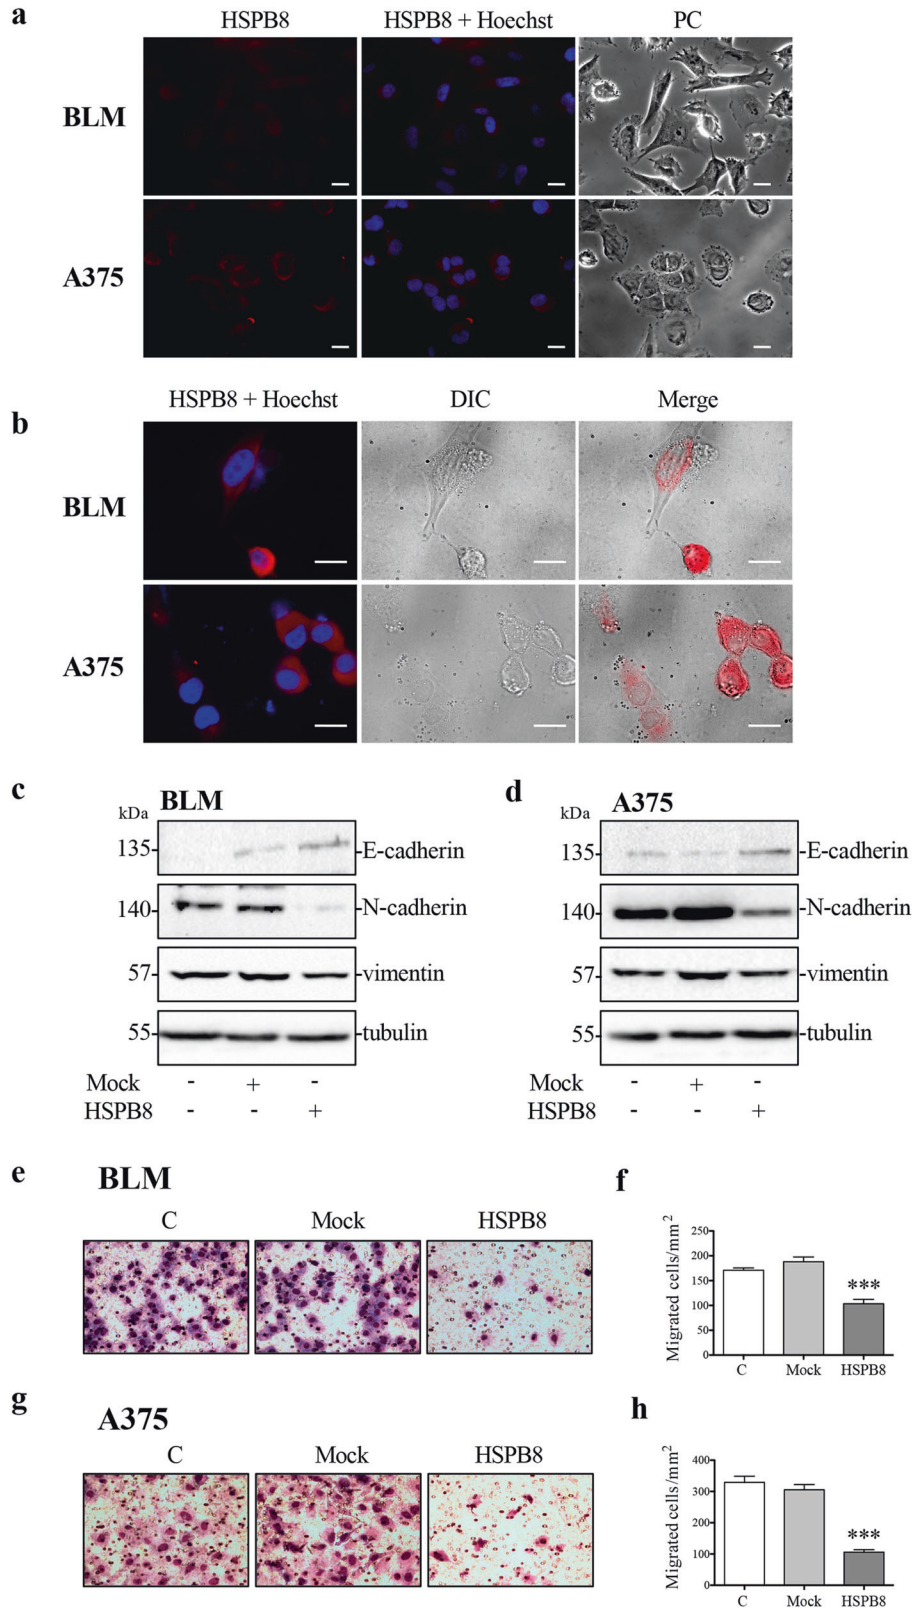 a
HSPB8 HSPB8 + Hoechst PC
BLM
A375
b
HSPB8 + Hoechst DIC Merge
BLM
A375
c
BLM
kDa
135 E-cadherin
140 N-cadherin
57 vimentin
55 tubulin
Mock - + -
HSPB8 - - +
d
A375
kDa
135 E-cadherin
140 N-cadherin
57 vimentin
55 tubulin
Mock - + -
HSPB8 - - +
e
BLM
C Mock HSPB8
f
Migrated cells/mm²
250
200
150
100
50
0
***
C Mock HSPB8
g
A375
C Mock HSPB8
h
Migrated cells/mm²
400
300
200
100
0
***
C Mock HSPB8